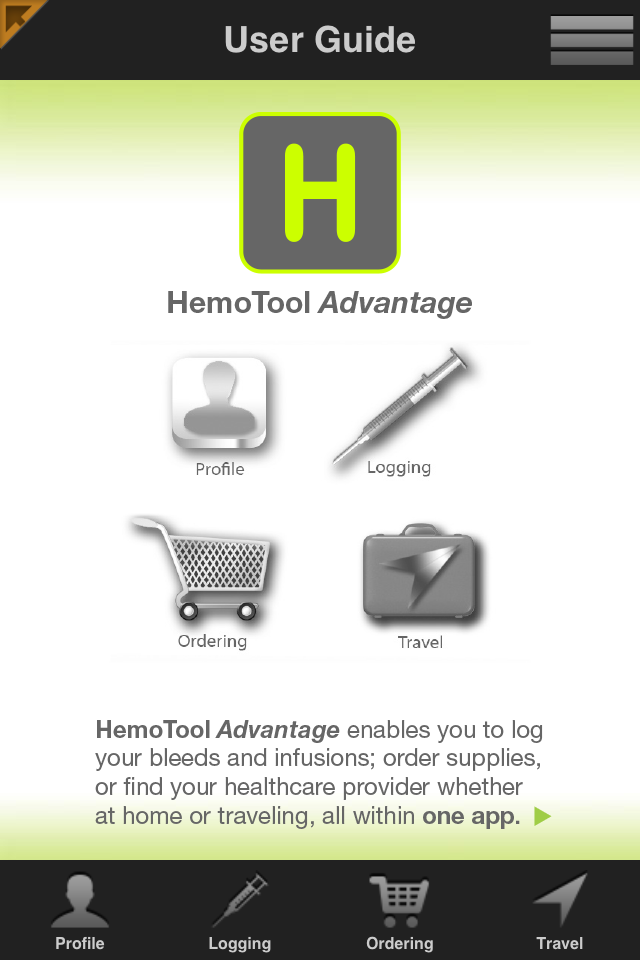 User Guide
H
HemoTool Advantage
Profile
Logging
Ordering
Travel
HemoTool Advantage enables you to log
your bleeds and infusions; order supplies,
or find your healthcare provider whether
at home or traveling, all within one app.
Profile
Logging
Ordering
Travel